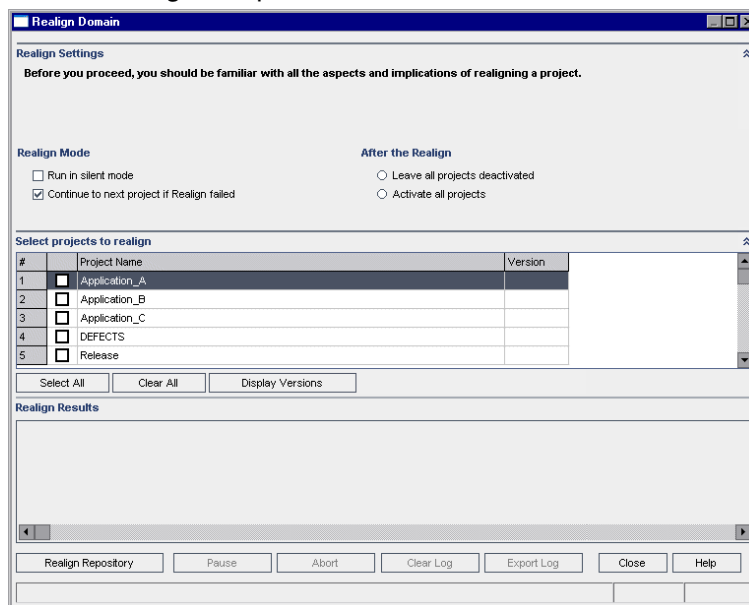 Realign Domain
Realign Settings
Before you proceed, you should be familiar with all the aspects and implications of realigning a project.
Realign Mode After the Realign
Run in silent mode Leave all projects deactivated
Continue to next project if Realign failed Activate all projects
Select projects to realign
# Project Name Version
1 Application_A
2 Application_B
3 Application_C
4 DEFECTS
5 Release
Select All Clear All Display Versions
Realign Results
Realign Repository Pause Abort Clear Log Export Log Close Help